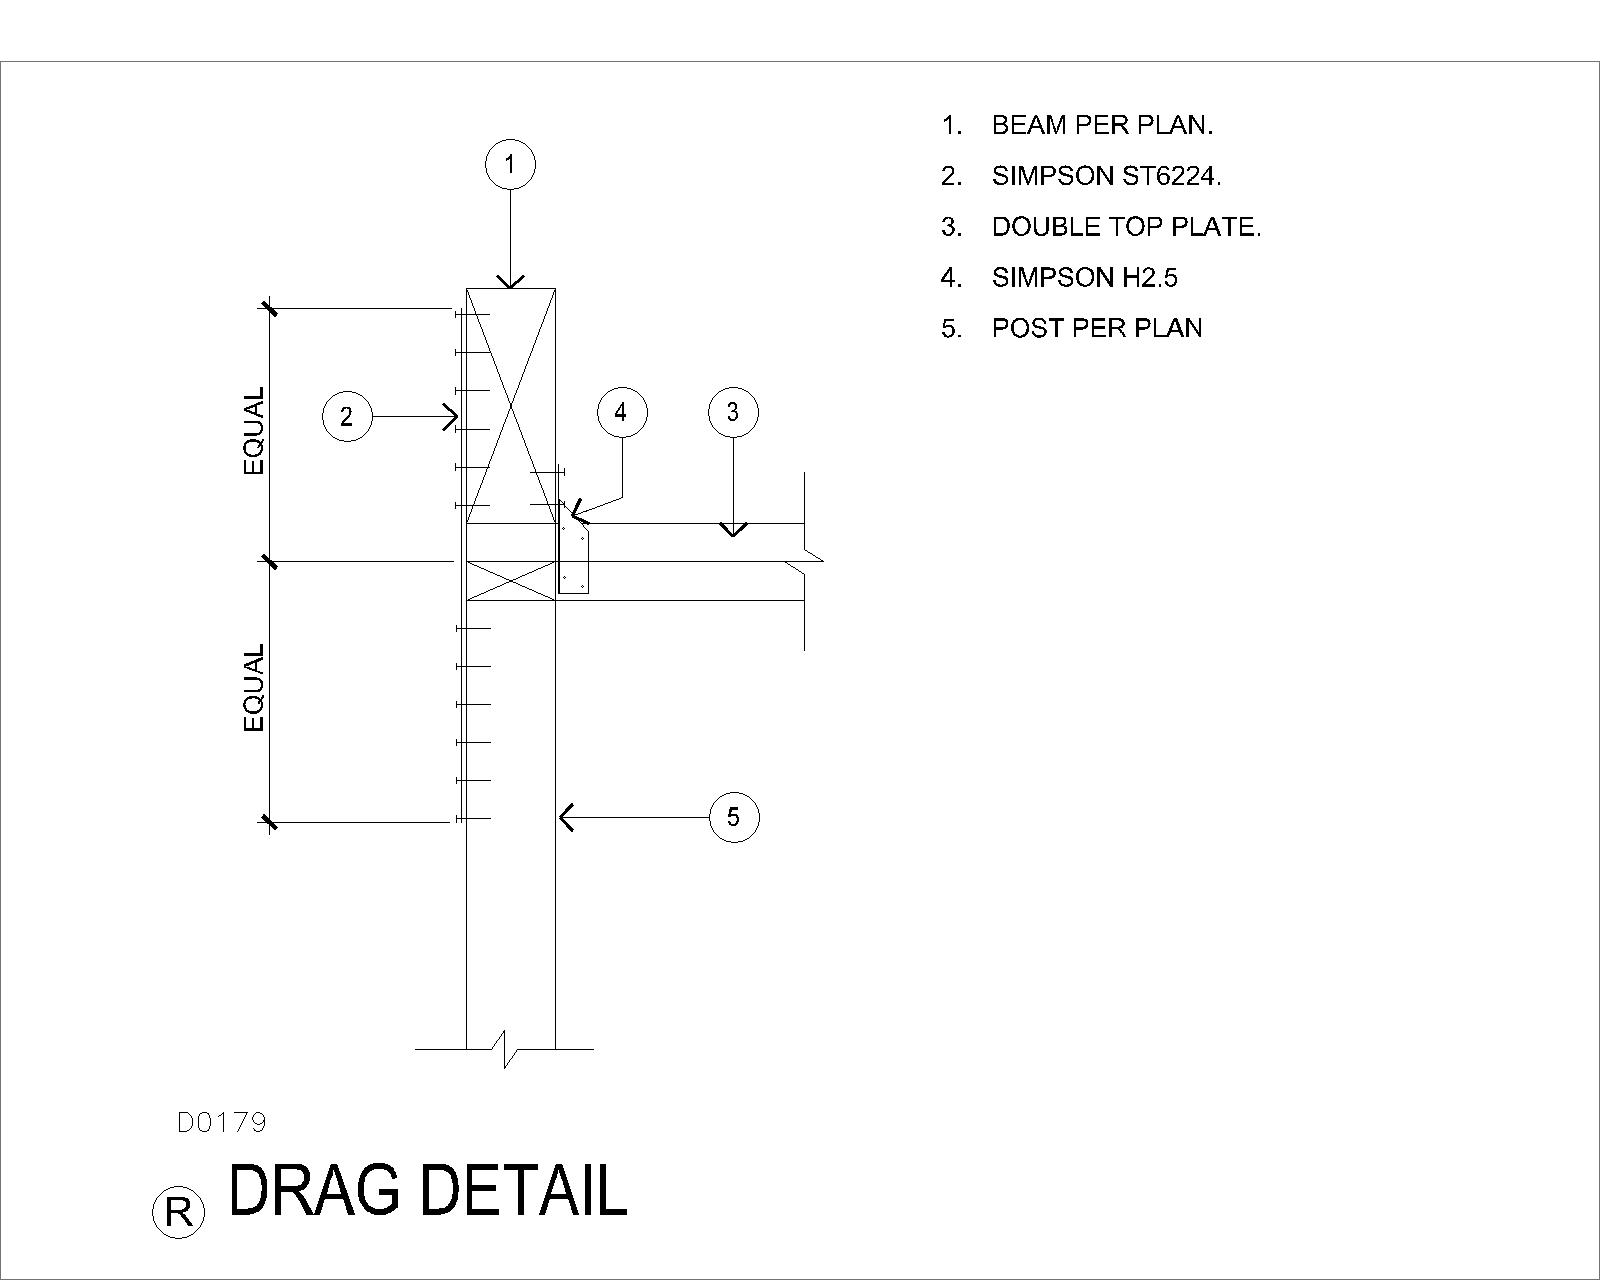 1. BEAM PER PLAN.
2. SIMPSON ST6224.
3. DOUBLE TOP PLATE.
4. SIMPSON H2.5
5. POST PER PLAN
1
EQUAL
2
4
3
EQUAL
5
D0179
R DRAG DETAIL